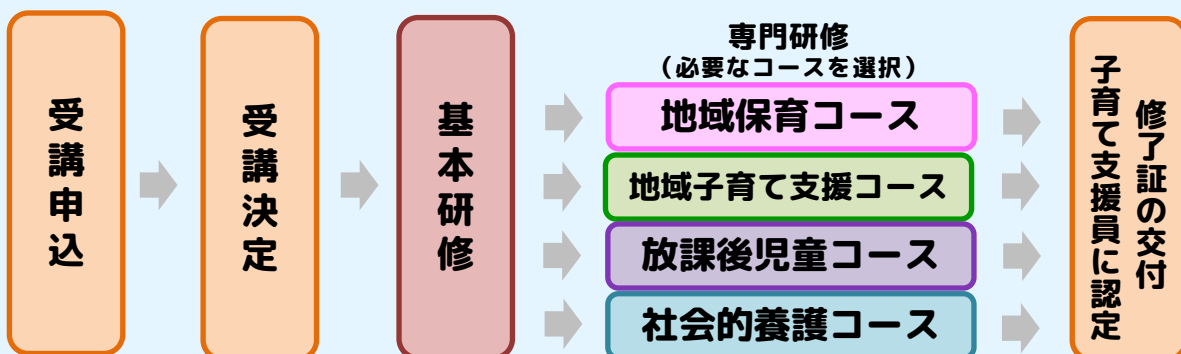 受講申込
受講決定
基本研修
専門研修
（必要なコースを選択）
地域保育コース
地域子育て支援コース
放課後児童コース
社会的養護コース
修了証の交付
子育て支援員に認定